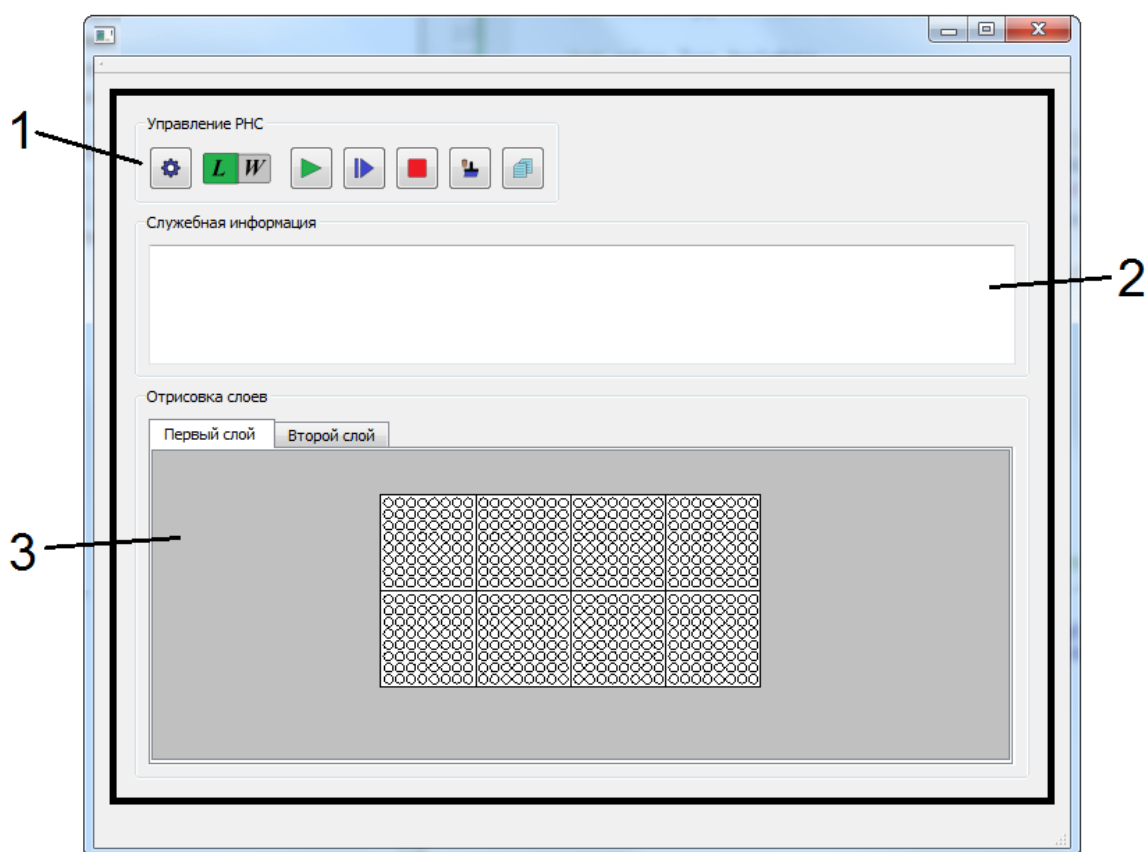 1
Управление РНС
L W
Служебная информация
2
Отрисовка слоев
Первый слой Второй слой
3